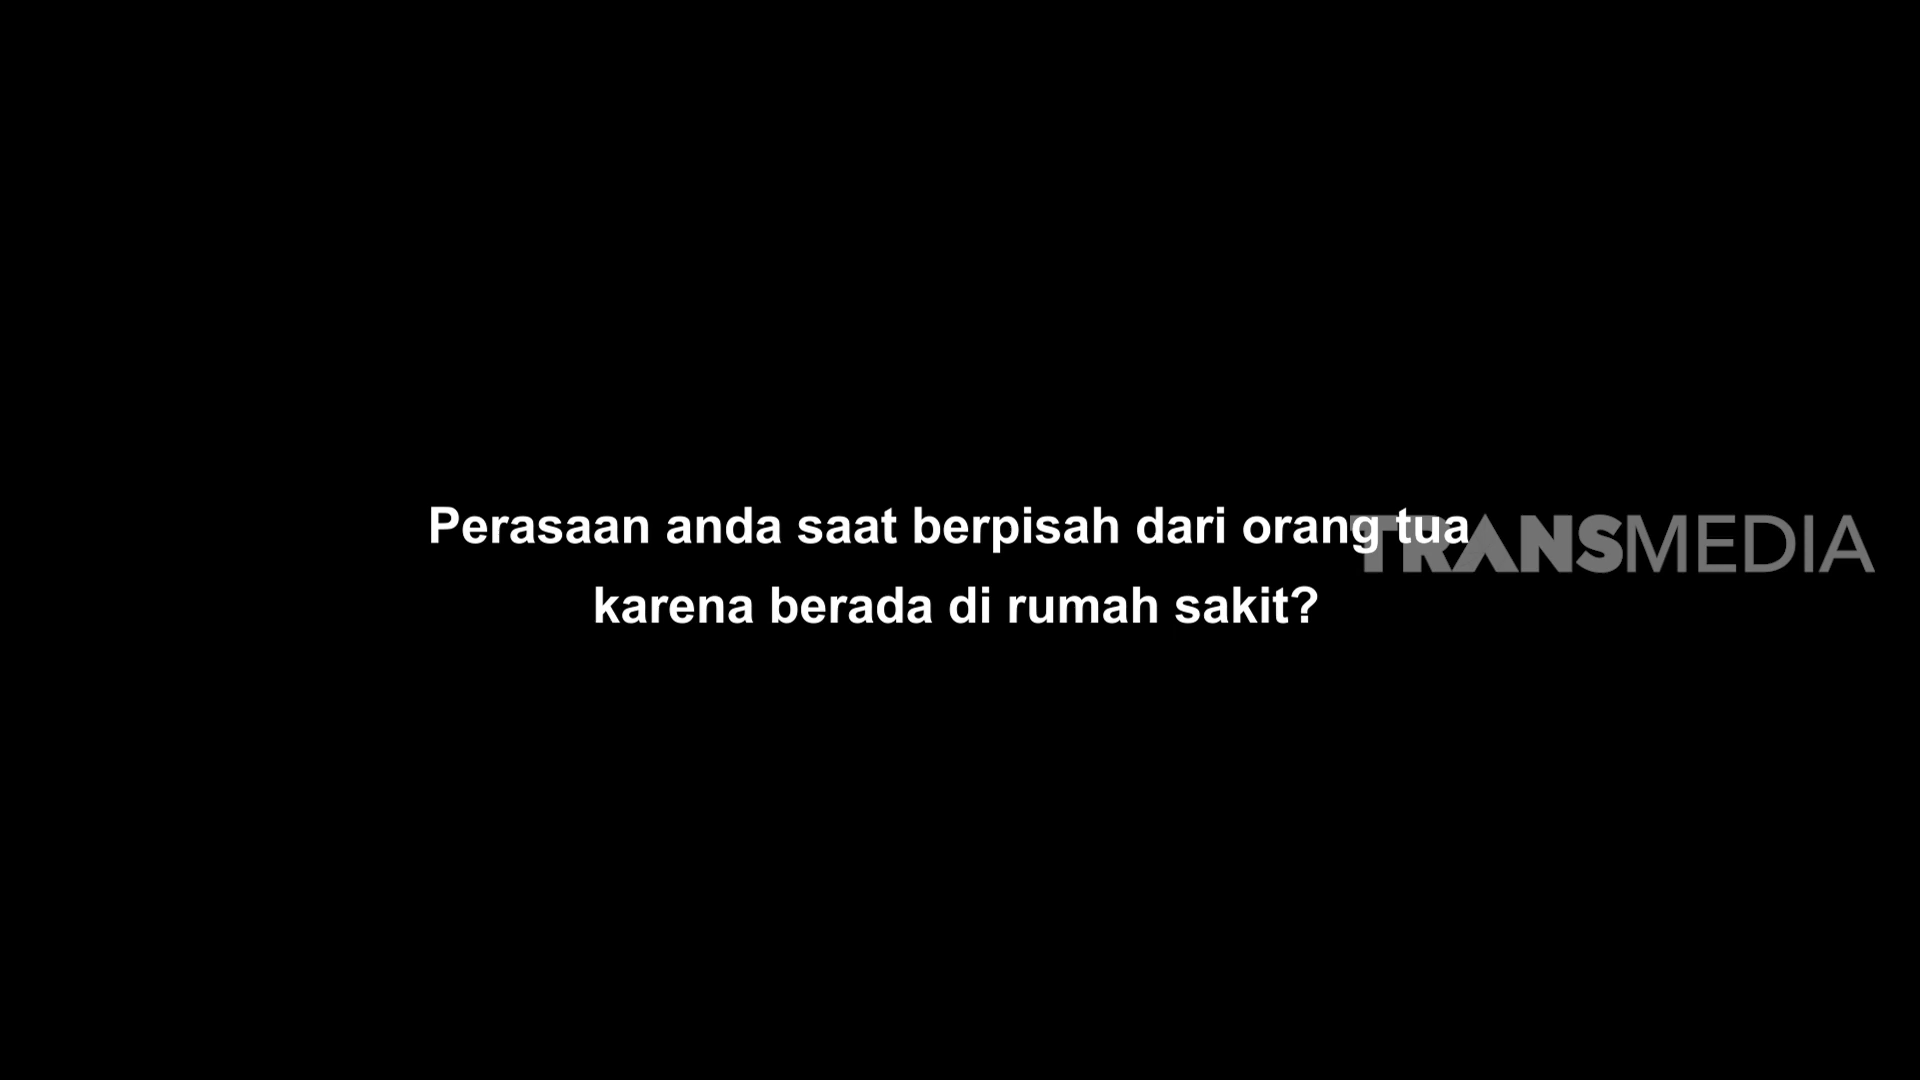 Perasaan anda saat berpisah dari orang tua
karena berada di rumah sakit?
TRANSMEDIA